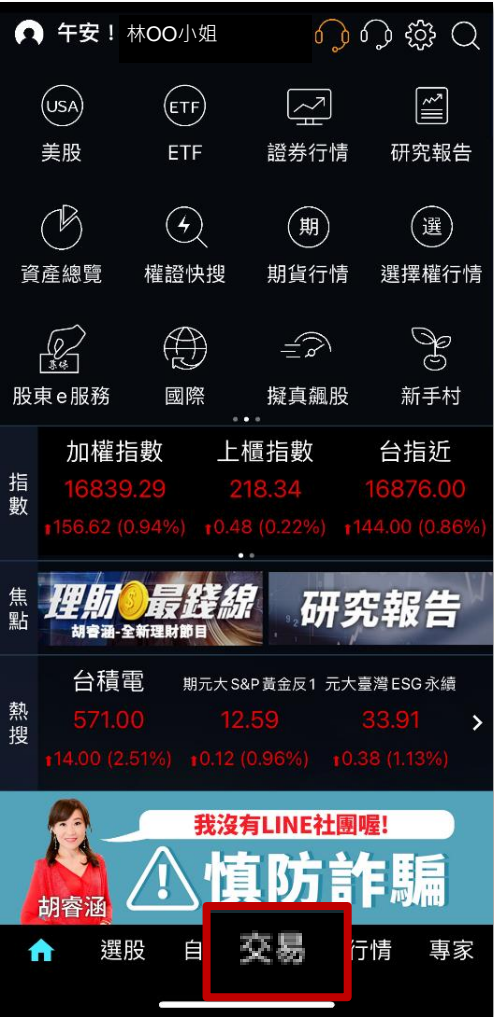 午安！ 林OO小姐
USA ETF
美股 ETF 證券行情 研究報告
期 選
資產總覽 權證快搜 期貨行情 選擇權行情
股東e服務 國際 擬真飆股 新手村
指數
加權指數 上櫃指數 台指近
16839.29 218.34 16876.00
156.62 (0.94%) 0.48 (0.22%) 144.00 (0.86%)
焦點
理財最錢線 研究報告
胡睿涵-全新理財節目
熱搜
台積電 期元大S&P黃金反1 元大臺灣ESG永續
571.00 12.59 33.91
14.00 (2.51%) 0.12 (0.96%) 0.38 (1.13%)
我沒有LINE社團喔!
慎防詐騙
胡睿涵
選股 自 交易 行情 專家